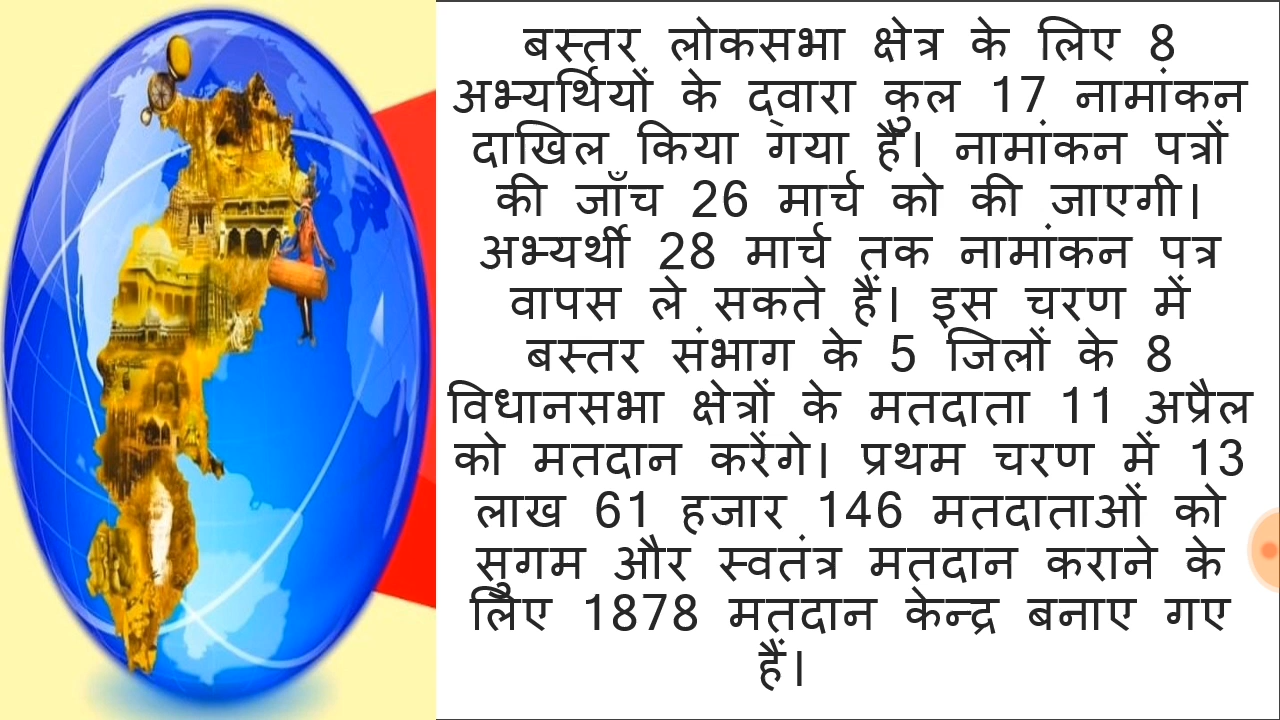 बस्तर लोकसभा क्षेत्र के लिए 8
अभ्यर्थियों के द्वारा कुल 17 नामांकन
दाखिल किया गया है। नामांकन पत्रों
की जाँच 26 मार्च को की जाएगी।
अभ्यर्थी 28 मार्च तक नामांकन पत्र
वापस ले सकते हैं। इस चरण में
बस्तर संभाग के 5 जिलों के 8
विधानसभा क्षेत्रों के मतदाता 11 अप्रैल
को मतदान करेंगे। प्रथम चरण में 13
लाख 61 हजार 146 मतदाताओं को
सुगम और स्वतंत्र मतदान कराने के
लिए 1878 मतदान केन्द्र बनाए गए
हैं।